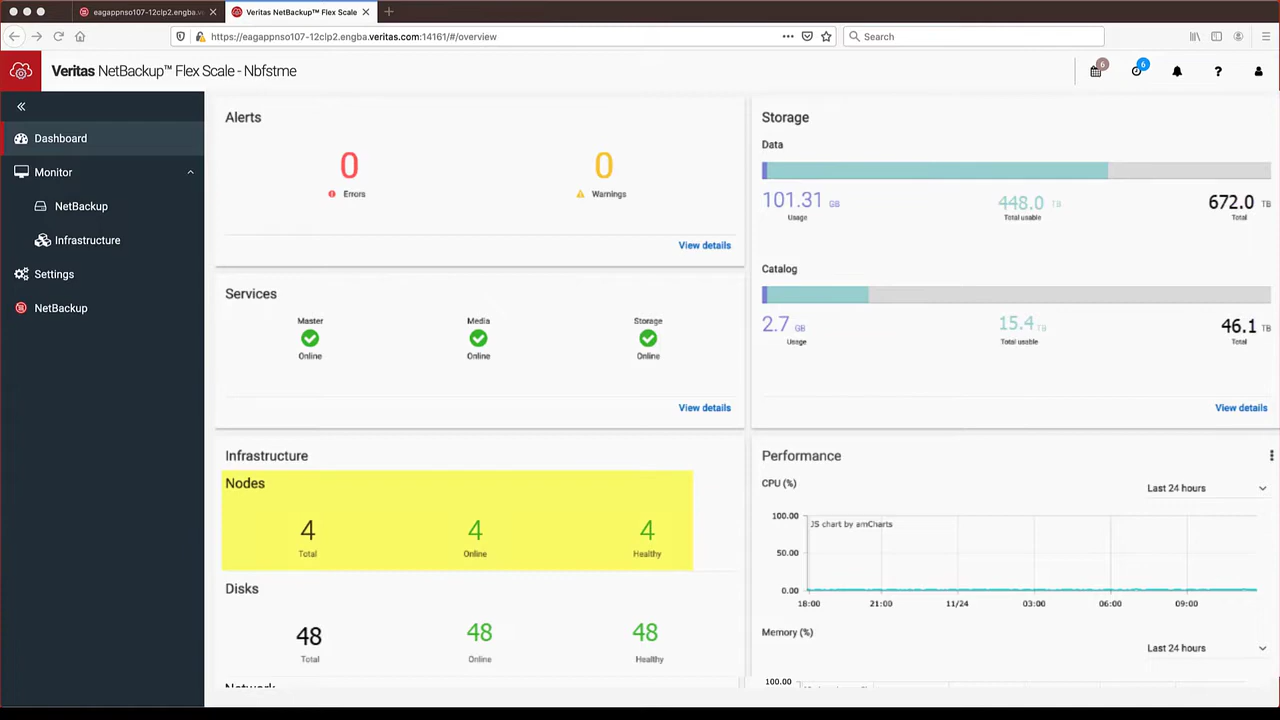 eagappnso107-12clp2.engba.ve
Veritas NetBackup™ Flex Scale
https://eagappnso107-12clp2.engba.veritas.com:14161/#/overview
Search
Veritas NetBackup™ Flex Scale - Nbfstme
6
6
?
Dashboard
Monitor
NetBackup
Infrastructure
Settings
NetBackup
Alerts
0
0
Errors
Warnings
View details
Services
Master
Media
Storage
Online
Online
Online
View details
Infrastructure
Nodes
4
4
4
Total
Online
Healthy
Disks
48
48
48
Total
Online
Healthy
Network
Storage
Data
101.31 GB
448.0 TB
672.0 TB
Usage
Total usable
Total
Catalog
2.7 GB
15.4 TB
46.1 TB
Usage
Total usable
Total
View details
Performance
CPU (%)
Last 24 hours
100.00
JS chart by amCharts
50.00
0.00
18:00
21:00
11/24
03:00
06:00
09:00
Memory (%)
Last 24 hours
100.00